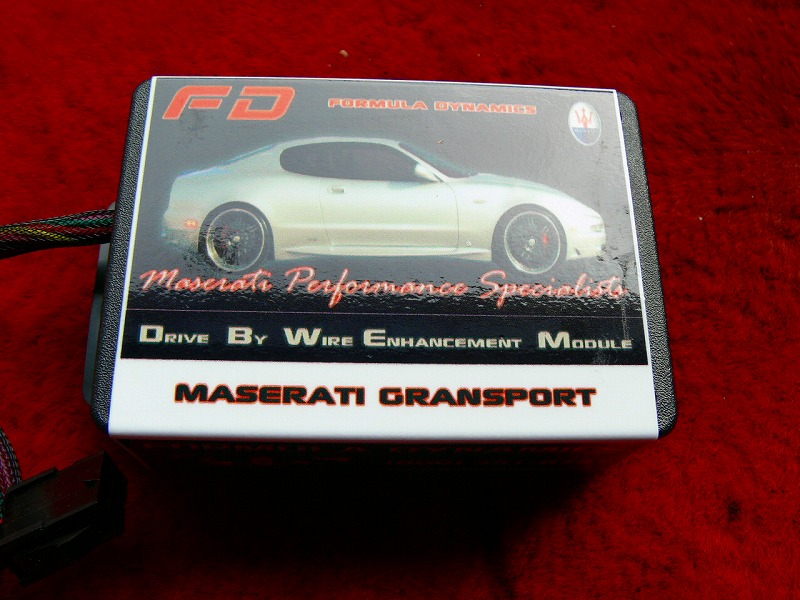 FD FORMULA DYNAMICS
Maserati Performance Specialists
DRIVE BY WIRE ENHANCEMENT MODULE
MASERATI GRANSPORT